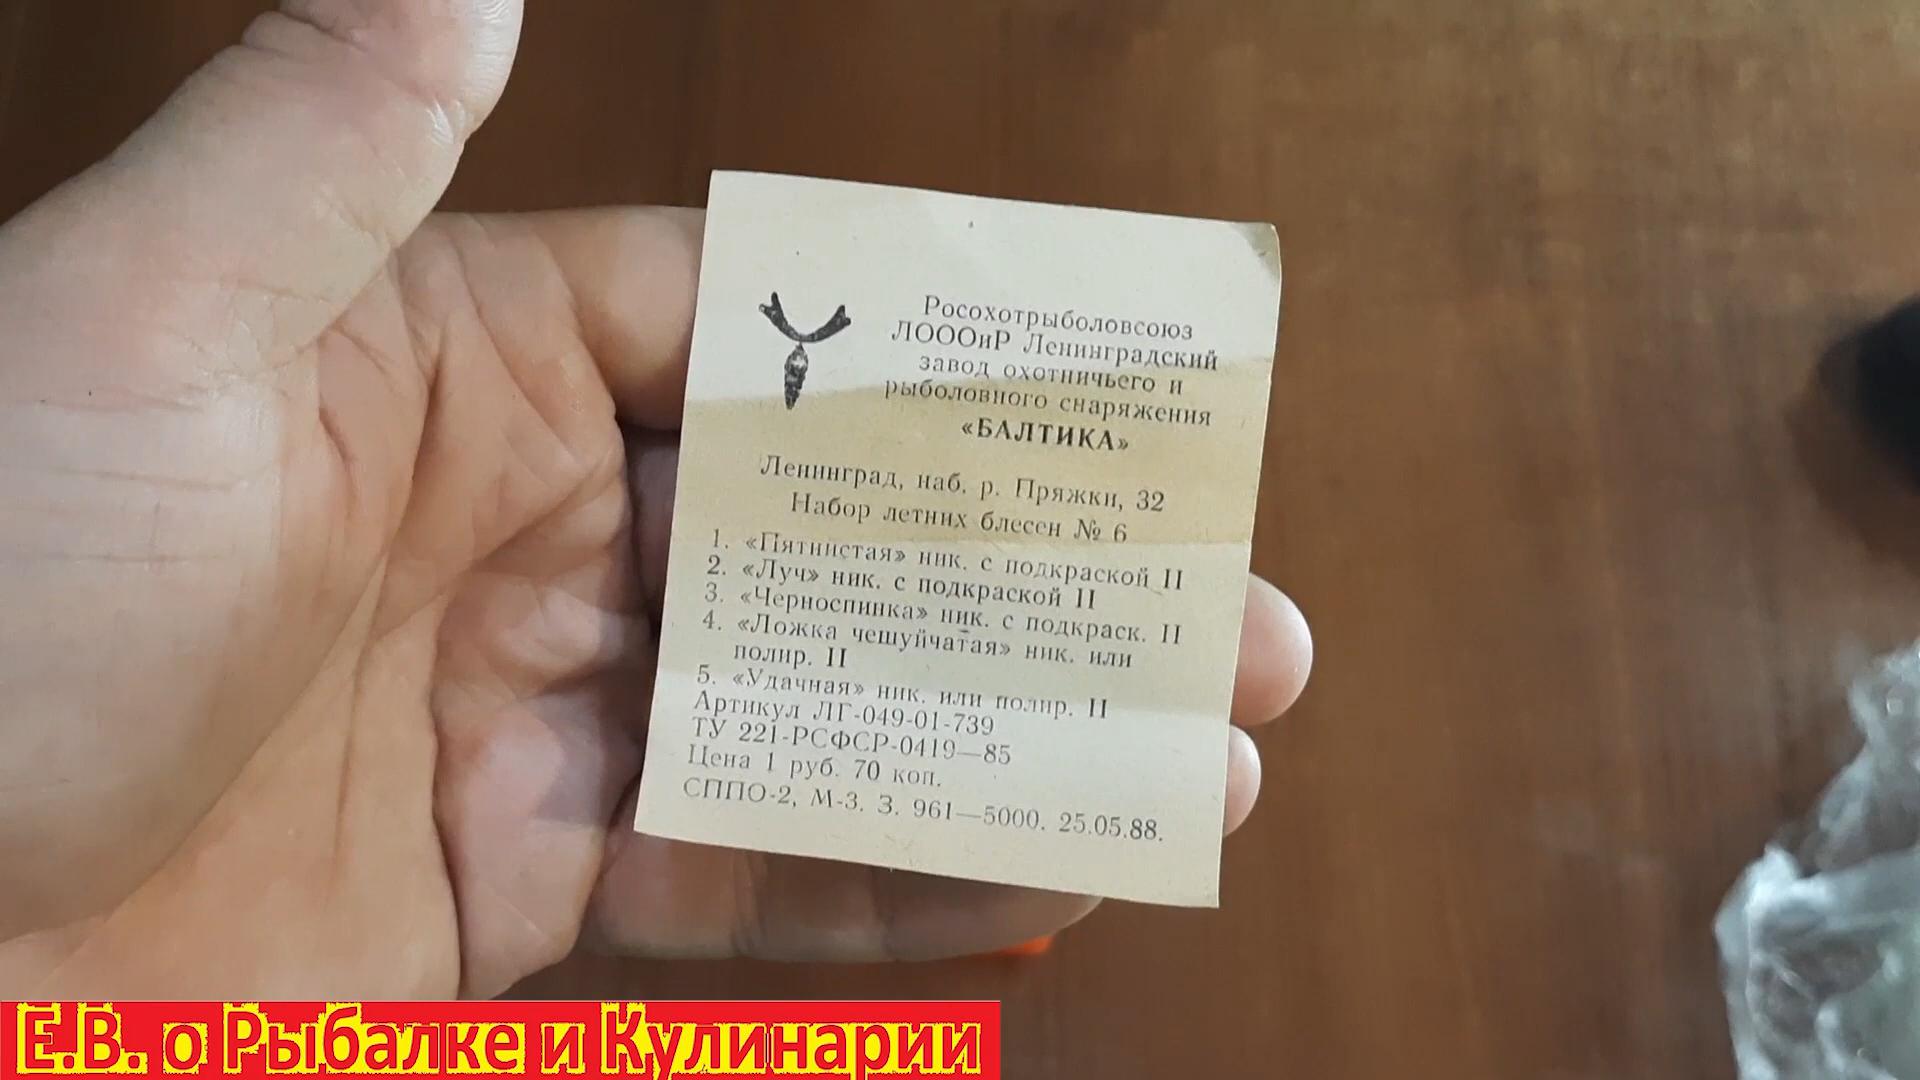 Росохотрыболовсоюз
ЛОООиР Ленинградский
завод охотничьего и
рыболовного снаряжения
«БАЛТИКА»
Ленинград, наб. р. Пряжки, 32
Набор летних блесен № 6
1. «Пятнистая» ник. с подкраской II
2. «Луч» ник. с подкраской II
3. «Черноспинка» ник. с подкраск. II
4. «Ложка чешуйчатая» ник. или
полир. II
5. «Удачная» ник. или полир. II
Артикул ЛГ-049-01-739
ТУ 221-РСФСР-0419—85
Цена 1 руб. 70 коп.
СППО-2, М-3. З. 961—5000. 25.05.88.
Е.В. о Рыбалке и Кулинарии